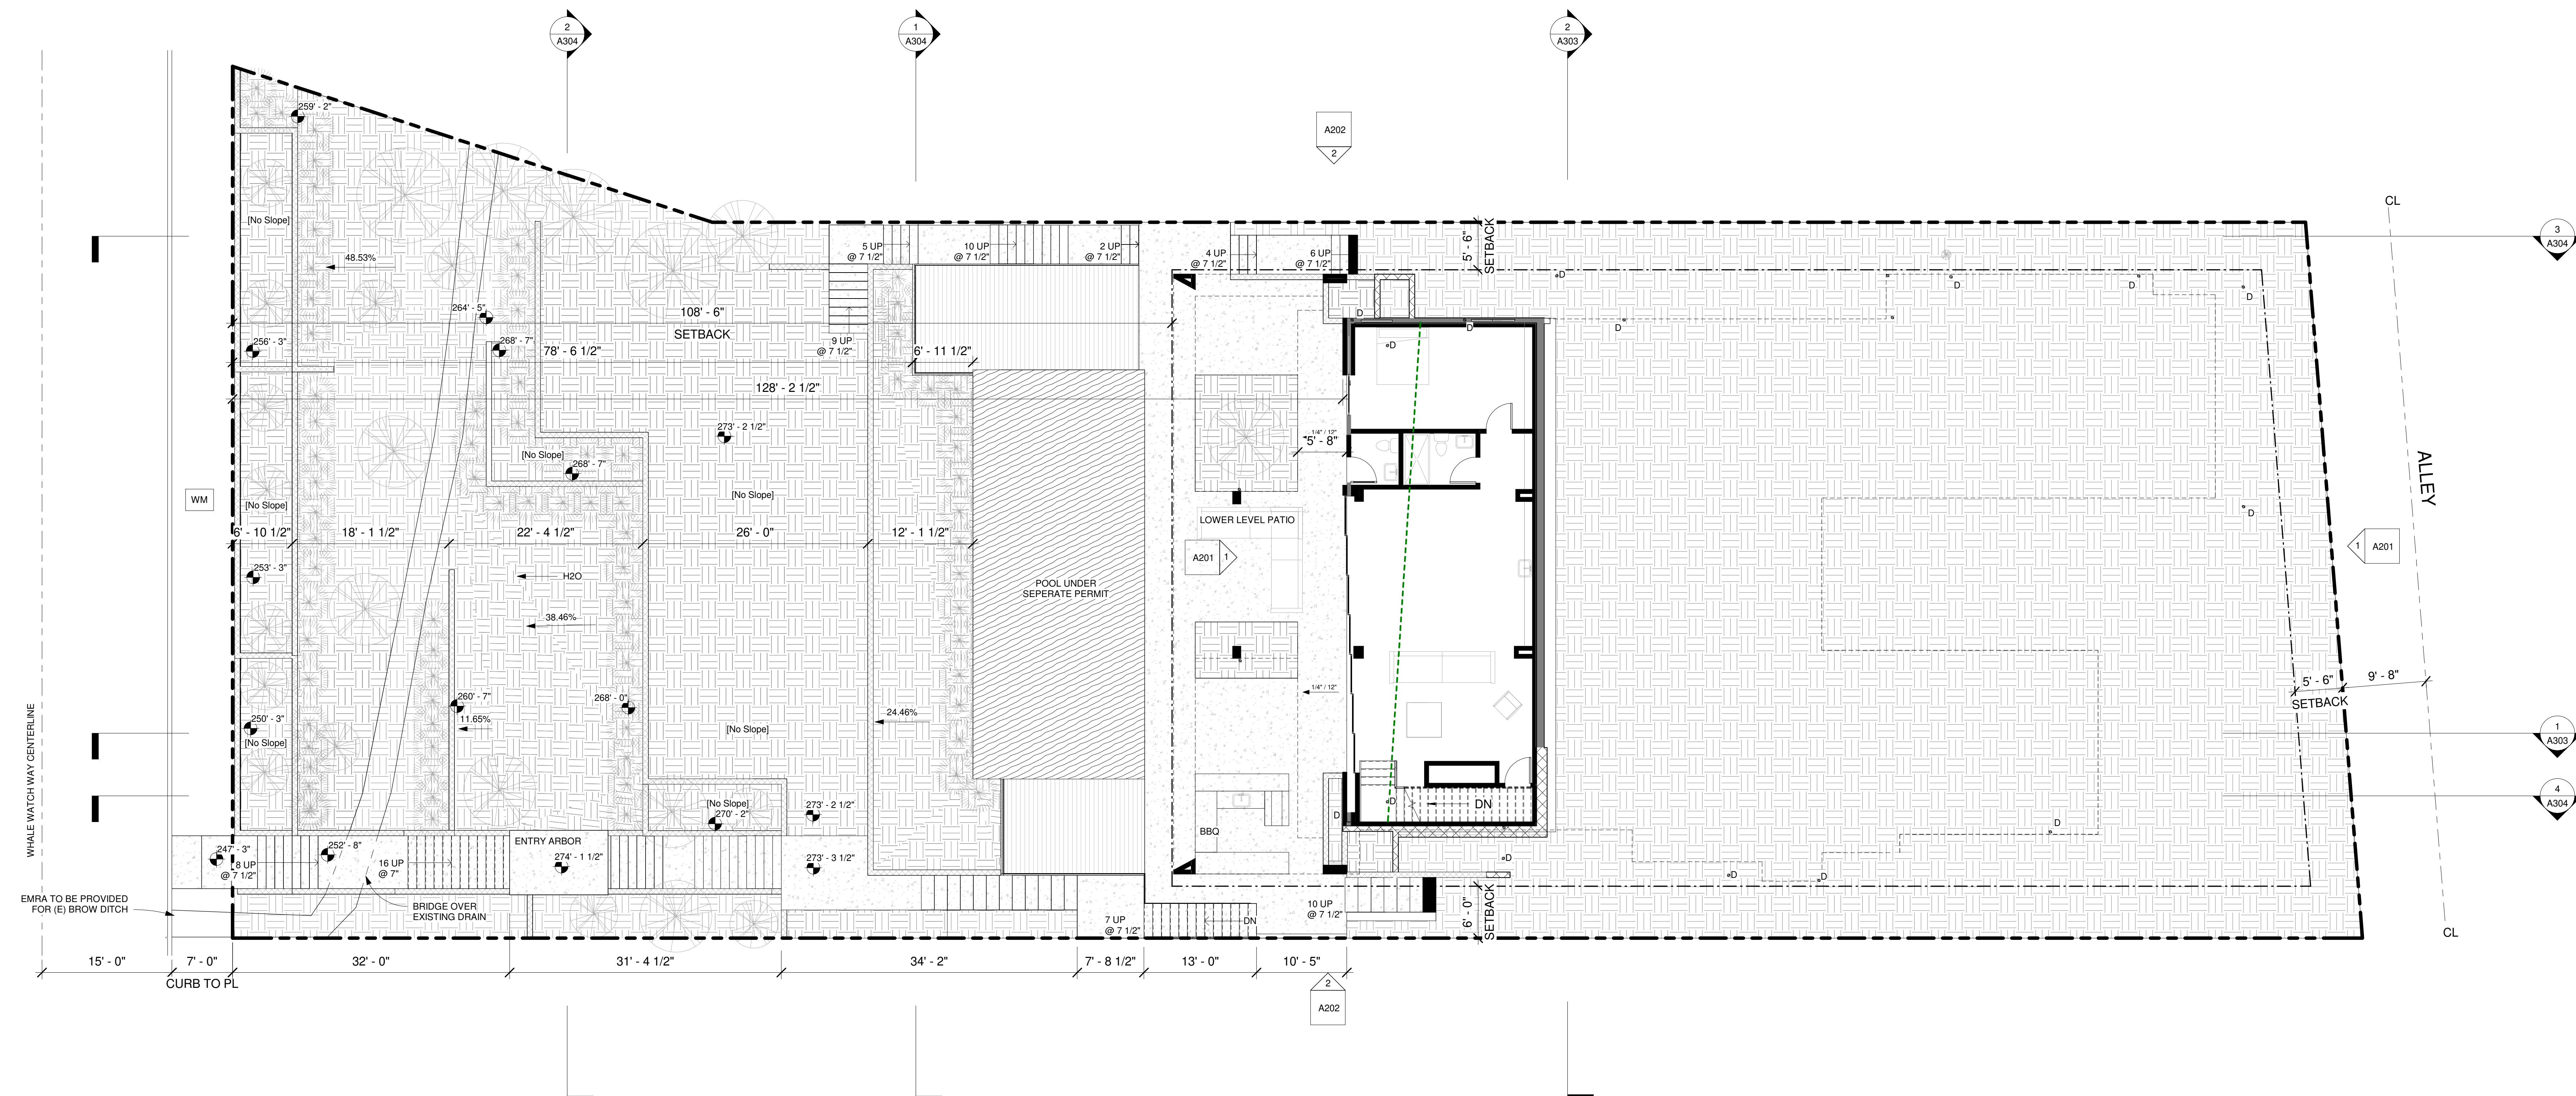 2
A304
1
A304
2
A303
A202
2
CL
259' - 2"
[No Slope]
5 UP
@ 7 1/2"
10 UP
@ 7 1/2"
2 UP
@ 7 1/2"
4 UP
@ 7 1/2"
6 UP
@ 7 1/2"
5' - 6"
SETBACK
3
A304
48.53%
D
D
D
D
264' - 5"
108' - 6"
SETBACK
D
D
D
256' - 3"
268' - 7"
78' - 6 1/2"
9 UP
@ 7 1/2"
6' - 11 1/2"
D
128' - 2 1/2"
273' - 2 1/2"
1/4" / 12"
5' - 8"
[No Slope]
268' - 7"
ALLEY
WM
[No Slope]
[No Slope]
D
6' - 10 1/2"
18' - 1 1/2"
22' - 4 1/2"
26' - 0"
12' - 1 1/2"
LOWER LEVEL PATIO
A201
1
1
A201
253' - 3"
H2O
POOL UNDER
SEPERATE PERMIT
38.46%
5' - 6"
SETBACK
9' - 8"
260' - 7"
268' - 0"
1/4" / 12"
250' - 3"
[No Slope]
11.65%
24.46%
[No Slope]
1
A303
WHALE WATCH WAY CENTERLINE
[No Slope]
270' - 2"
273' - 2 1/2"
D
DN
D
4
A304
BBQ
D
ENTRY ARBOR
247' - 3"
8 UP
@ 7 1/2"
252' - 8"
16 UP
@ 7"
274' - 1 1/2"
273' - 3 1/2"
D
D
D
EMRA TO BE PROVIDED
FOR (E) BROW DITCH
BRIDGE OVER
EXISTING DRAIN
7 UP
@ 7 1/2"
DN
10 UP
@ 7 1/2"
6' - 0"
SETBACK
CL
15' - 0"
7' - 0"
CURB TO PL
32' - 0"
31' - 4 1/2"
34' - 2"
7' - 8 1/2"
13' - 0"
10' - 5"
2
A202